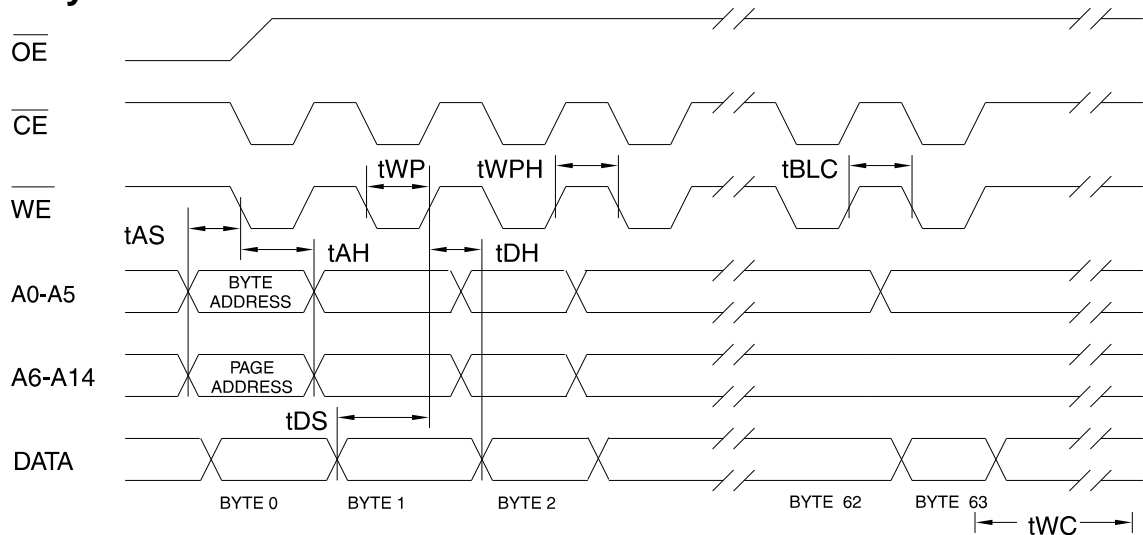 OE
CE
tWP
tWPH
tBLC
WE
tAS
tAH
tDH
A0-A5
BYTE
ADDRESS
A6-A14
PAGE
ADDRESS
tDS
DATA
BYTE 0
BYTE 1
BYTE 2
BYTE 62
BYTE 63
tWC